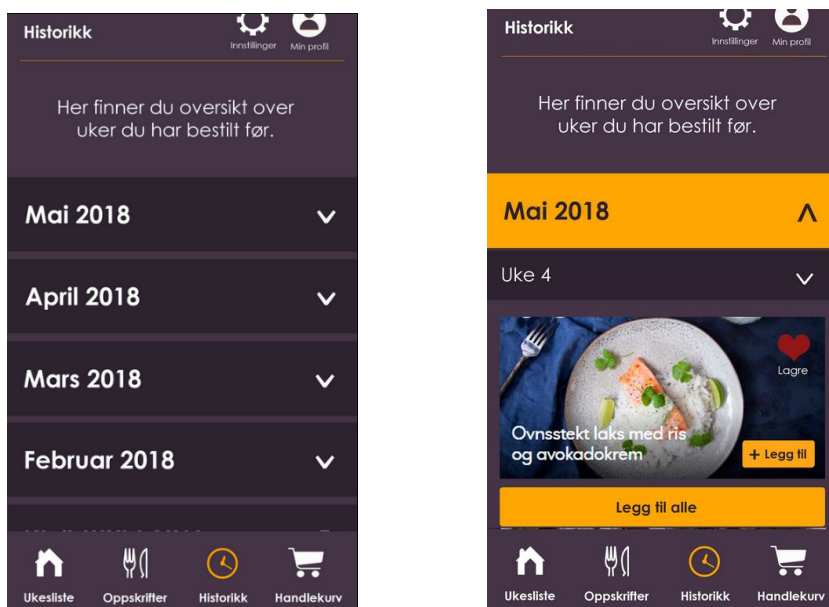 Historikk
Innstillinger
Min profil
Her finner du oversikt over
uker du har bestilt før.
Mai 2018
April 2018
Mars 2018
Februar 2018
Ukesliste
Oppskrifter
Historikk
Handlekurv
Historikk
Innstillinger
Min profil
Her finner du oversikt over
uker du har bestilt før.
Mai 2018
Uke 4
Lagre
Ovnsstekt laks med ris
og avokadokrem
+ Legg til
Legg til alle
Ukesliste
Oppskrifter
Historikk
Handlekurv